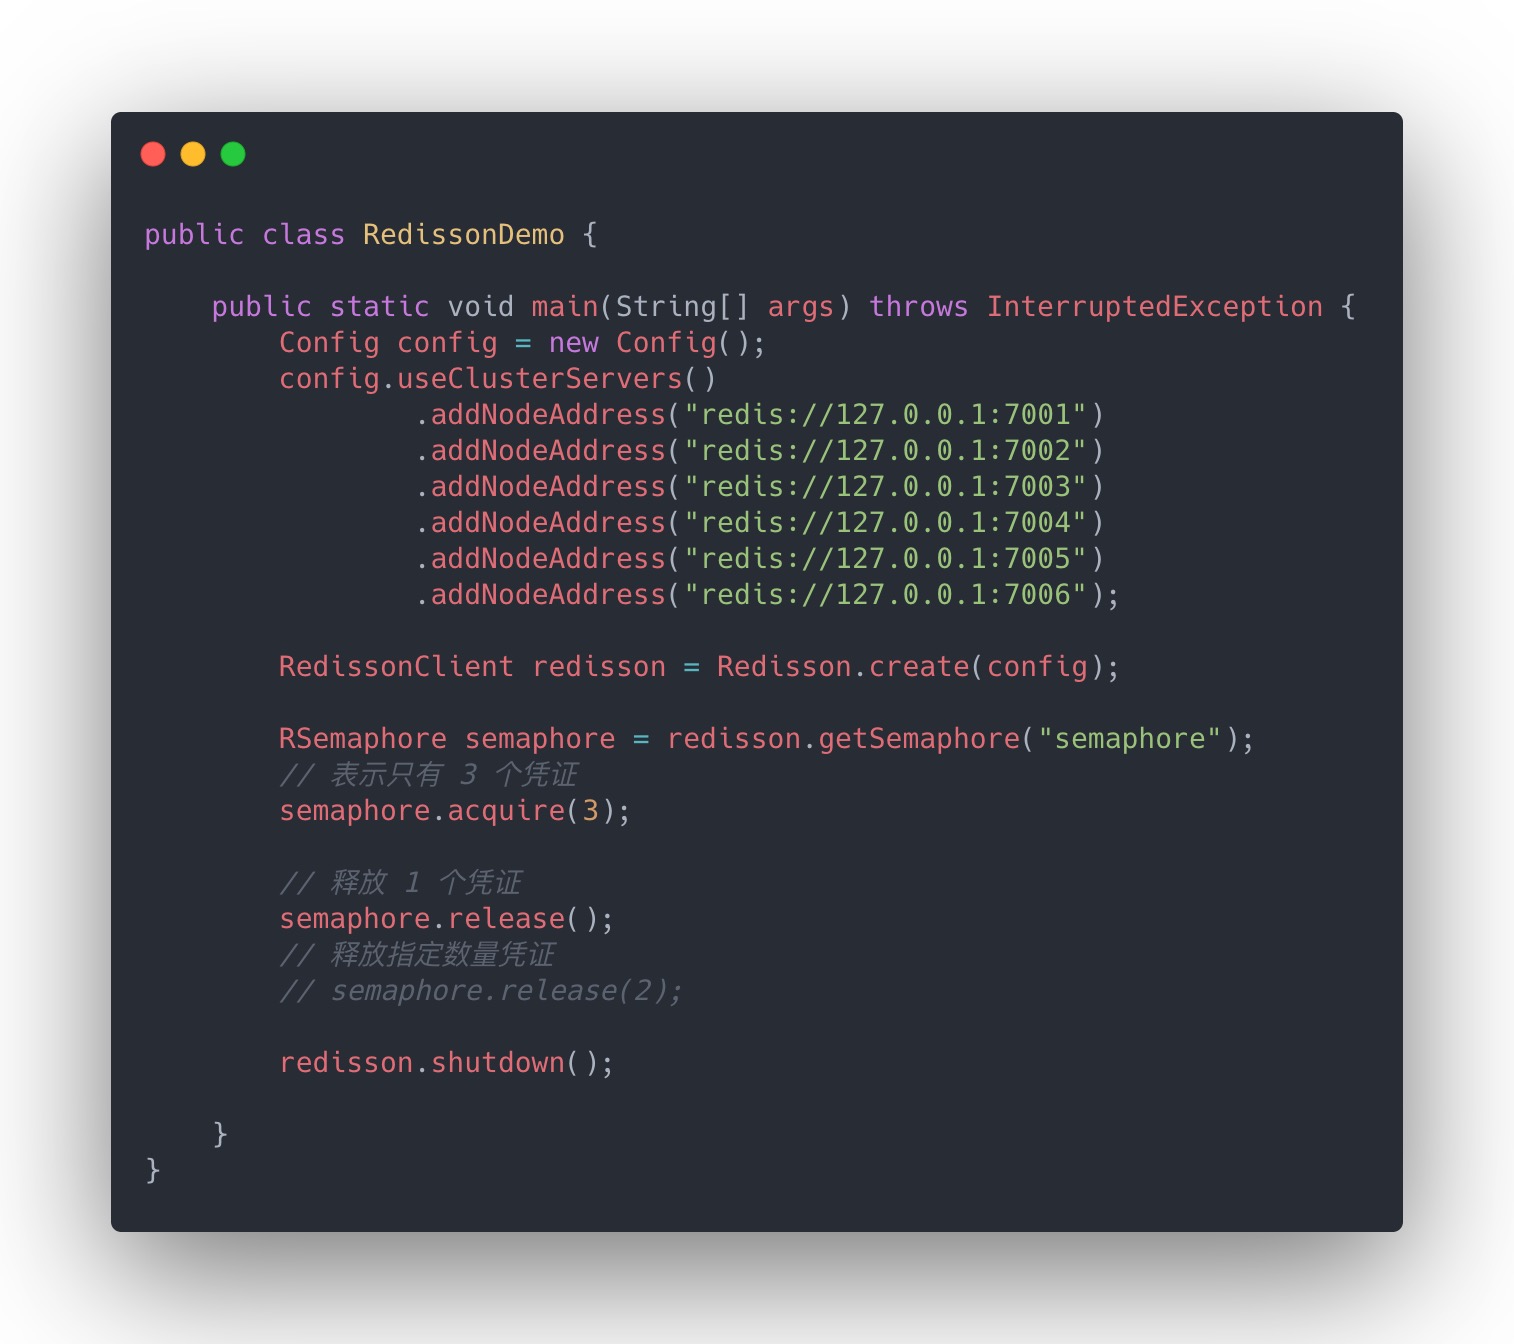 public class RedissonDemo {
public static void main(String[] args) throws InterruptedException {
Config config = new Config();
config.useClusterServers()
.addNodeAddress("redis://127.0.0.1:7001")
.addNodeAddress("redis://127.0.0.1:7002")
.addNodeAddress("redis://127.0.0.1:7003")
.addNodeAddress("redis://127.0.0.1:7004")
.addNodeAddress("redis://127.0.0.1:7005")
.addNodeAddress("redis://127.0.0.1:7006");
RedissonClient redisson = Redisson.create(config);
RSemaphore semaphore = redisson.getSemaphore("semaphore");
// 表示只有 3 个凭证
semaphore.acquire(3);
// 释放 1 个凭证
semaphore.release();
// 释放指定数量凭证
// semaphore.release(2);
redisson.shutdown();
}
}